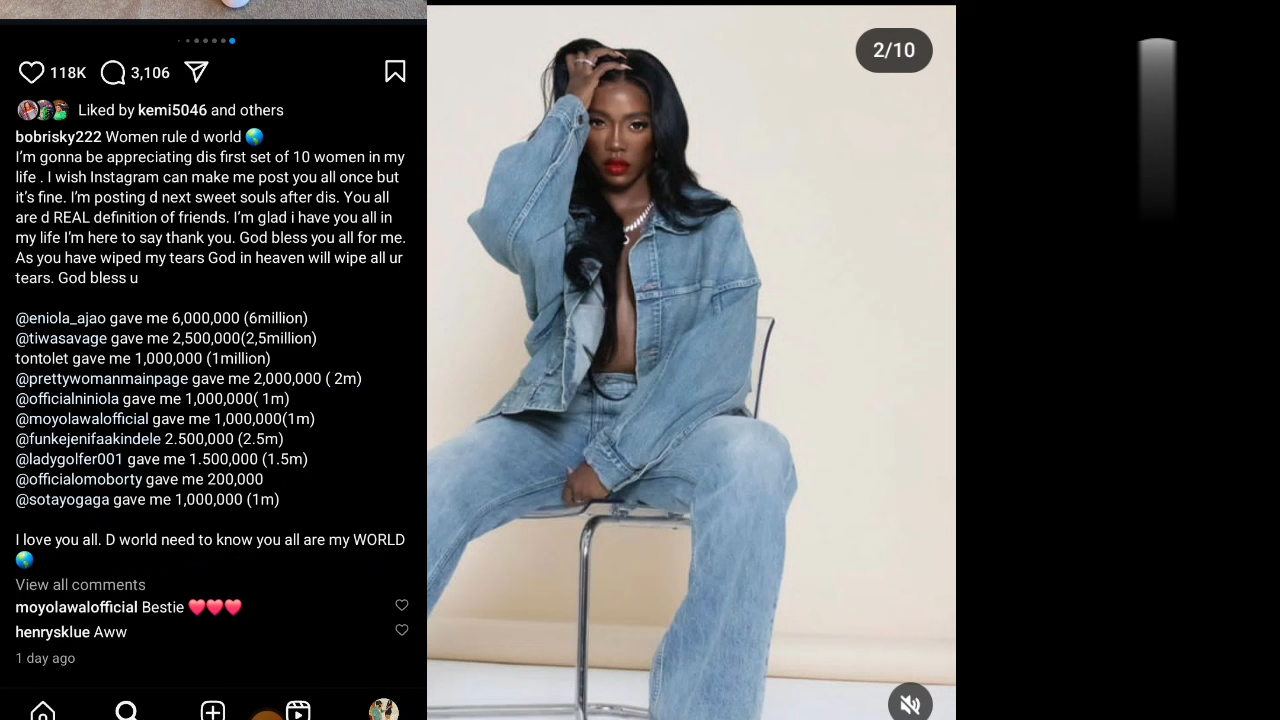 118K 3,106
Liked by kemi5046 and others
bobrisky222 Women rule d world 🌎
I'm gonna be appreciating dis first set of 10 women in my
life . I wish Instagram can make me post you all once but
it's fine. I'm posting d next sweet souls after dis. You all
are d REAL definition of friends. I'm glad i have you all in
my life I'm here to say thank you. God bless you all for me.
As you have wiped my tears God in heaven will wipe all ur
tears. God bless u
@eniola_ajao gave me 6,000,000 (6million)
@tiwasavage gave me 2,500,000(2,5million)
tontolet gave me 1,000,000 (1million)
@prettywomanmainpage gave me 2,000,000 ( 2m)
@officialniniola gave me 1,000,000( 1m)
@moyolawalofficial gave me 1,000,000(1m)
@funkejenifaakindele 2.500,000 (2.5m)
@ladygolfer001 gave me 1.500,000 (1.5m)
@officialomoborty gave me 200,000
@sotayogaga gave me 1,000,000 (1m)
I love you all. D world need to know you all are my WORLD
🌎
View all comments
moyolawalofficial Bestie ❤️❤️❤️
henrysklue Aww
1 day ago
2/10